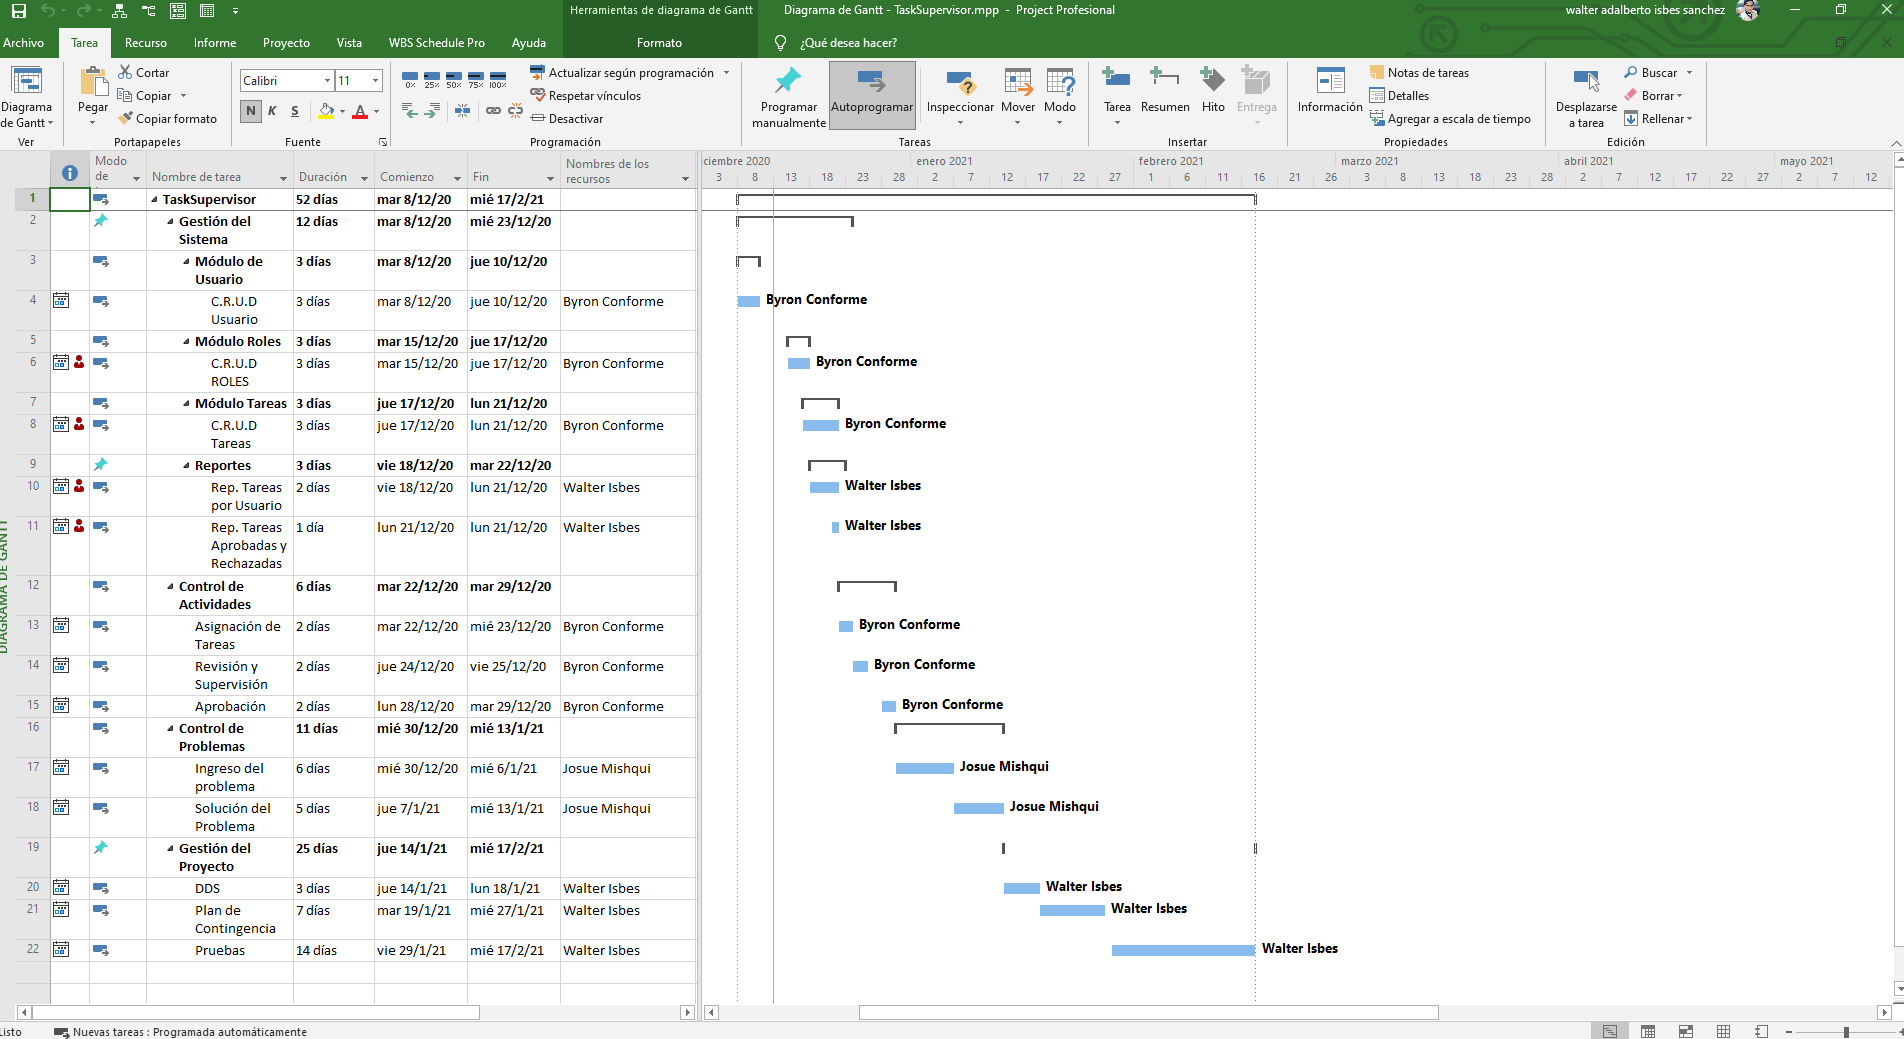 Herramientas de diagrama de Gantt
Diagrama de Gantt - TaskSupervisor.mpp - Project Profesional
walter adalberto isbes sanchez
Archivo Tarea Recurso Informe Proyecto Vista WBS Schedule Pro Ayuda Formato ¿Qué desea hacer?
Diagrama de Gantt
Ver
Pegar
Cortar
Copiar
Copiar formato
Portapapeles
Calibri 11
N K S
Fuente
0% 25% 50% 75% 100%
Actualizar según programación
Respetar vínculos
Desactivar
Programación
Programar manualmente
Autoprogramar
Inspeccionar
Mover
Modo
Tareas
Tarea
Resumen
Hito
Entrega
Insertar
Información
Notas de tareas
Detalles
Agregar a escala de tiempo
Propiedades
Desplazarse a tarea
Buscar
Borrar
Rellenar
Edición
Modo de
Nombre de tarea
Duración
Comienzo
Fin
Nombres de los recursos
ciembre 2020 enero 2021 febrero 2021 marzo 2021 abril 2021 mayo 2021
3 8 13 18 23 28 2 7 12 17 22 27 1 6 11 16 21 26 3 8 13 18 23 28 2 7 12 17 22 27 2 7 12
1 TaskSupervisor 52 días mar 8/12/20 mié 17/2/21
2 Gestión del Sistema 12 días mar 8/12/20 mié 23/12/20
3 Módulo de Usuario 3 días mar 8/12/20 jue 10/12/20
4 C.R.U.D Usuario 3 días mar 8/12/20 jue 10/12/20 Byron Conforme Byron Conforme
5 Módulo Roles 3 días mar 15/12/20 jue 17/12/20
6 C.R.U.D ROLES 3 días mar 15/12/20 jue 17/12/20 Byron Conforme Byron Conforme
7 Módulo Tareas 3 días jue 17/12/20 lun 21/12/20
8 C.R.U.D Tareas 3 días jue 17/12/20 lun 21/12/20 Byron Conforme Byron Conforme
9 Reportes 3 días vie 18/12/20 mar 22/12/20
10 Rep. Tareas por Usuario 2 días vie 18/12/20 lun 21/12/20 Walter Isbes Walter Isbes
11 Rep. Tareas Aprobadas y Rechazadas 1 día lun 21/12/20 lun 21/12/20 Walter Isbes Walter Isbes
12 Control de Actividades 6 días mar 22/12/20 mar 29/12/20
13 Asignación de Tareas 2 días mar 22/12/20 mié 23/12/20 Byron Conforme Byron Conforme
14 Revisión y Supervisión 2 días jue 24/12/20 vie 25/12/20 Byron Conforme Byron Conforme
15 Aprobación 2 días lun 28/12/20 mar 29/12/20 Byron Conforme Byron Conforme
16 Control de Problemas 11 días mié 30/12/20 mié 13/1/21
17 Ingreso del problema 6 días mié 30/12/20 mié 6/1/21 Josue Mishqui Josue Mishqui
18 Solución del Problema 5 días jue 7/1/21 mié 13/1/21 Josue Mishqui Josue Mishqui
19 Gestión del Proyecto 25 días jue 14/1/21 mié 17/2/21
20 DDS 3 días jue 14/1/21 lun 18/1/21 Walter Isbes Walter Isbes
21 Plan de Contingencia 7 días mar 19/1/21 mié 27/1/21 Walter Isbes Walter Isbes
22 Pruebas 14 días vie 29/1/21 mié 17/2/21 Walter Isbes Walter Isbes
DIAGRAMA DE GANTT
Listo Nuevas tareas : Programada automáticamente